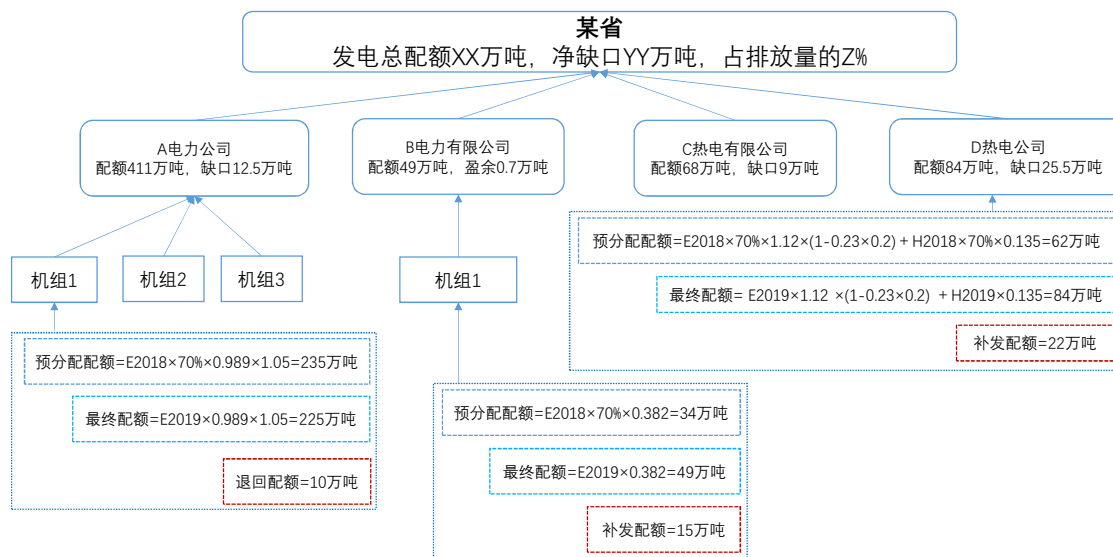 某省
发电总配额XX万吨，净缺口YY万吨，占排放量的Z%
A电力公司
配额411万吨，缺口12.5万吨
B电力有限公司
配额49万吨，盈余0.7万吨
C热电有限公司
配额68万吨，缺口9万吨
D热电公司
配额84万吨，缺口25.5万吨
机组1
机组2
机组3
机组1
预分配配额=E2018×70%×1.12×(1-0.23×0.2)＋H2018×70%×0.135=62万吨
最终配额= E2019×1.12 ×(1-0.23×0.2) ＋H2019×0.135=84万吨
补发配额=22万吨
预分配配额=E2018×70%×0.989×1.05=235万吨
最终配额=E2019×0.989×1.05=225万吨
退回配额=10万吨
预分配配额=E2018×70%×0.382=34万吨
最终配额=E2019×0.382=49万吨
补发配额=15万吨